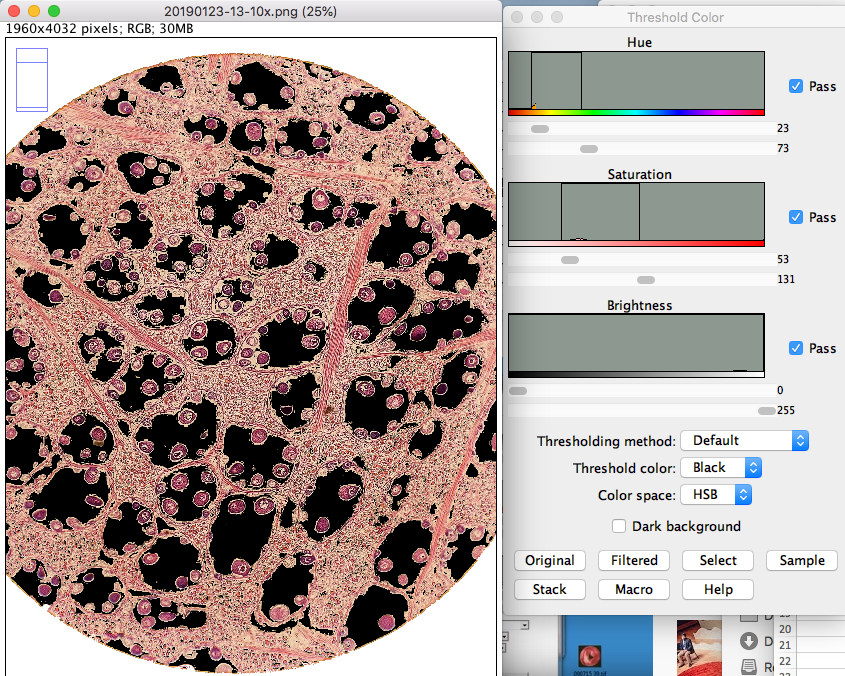 20190123-13-10x.png (25%)
1960x4032 pixels; RGB; 30MB
Threshold Color
Hue
Pass
23
73
Saturation
Pass
53
131
Brightness
Pass
0
255
Thresholding method: Default
Threshold color: Black
Color space: HSB
Dark background
Original Filtered Select Sample
Stack Macro Help
20
21
22